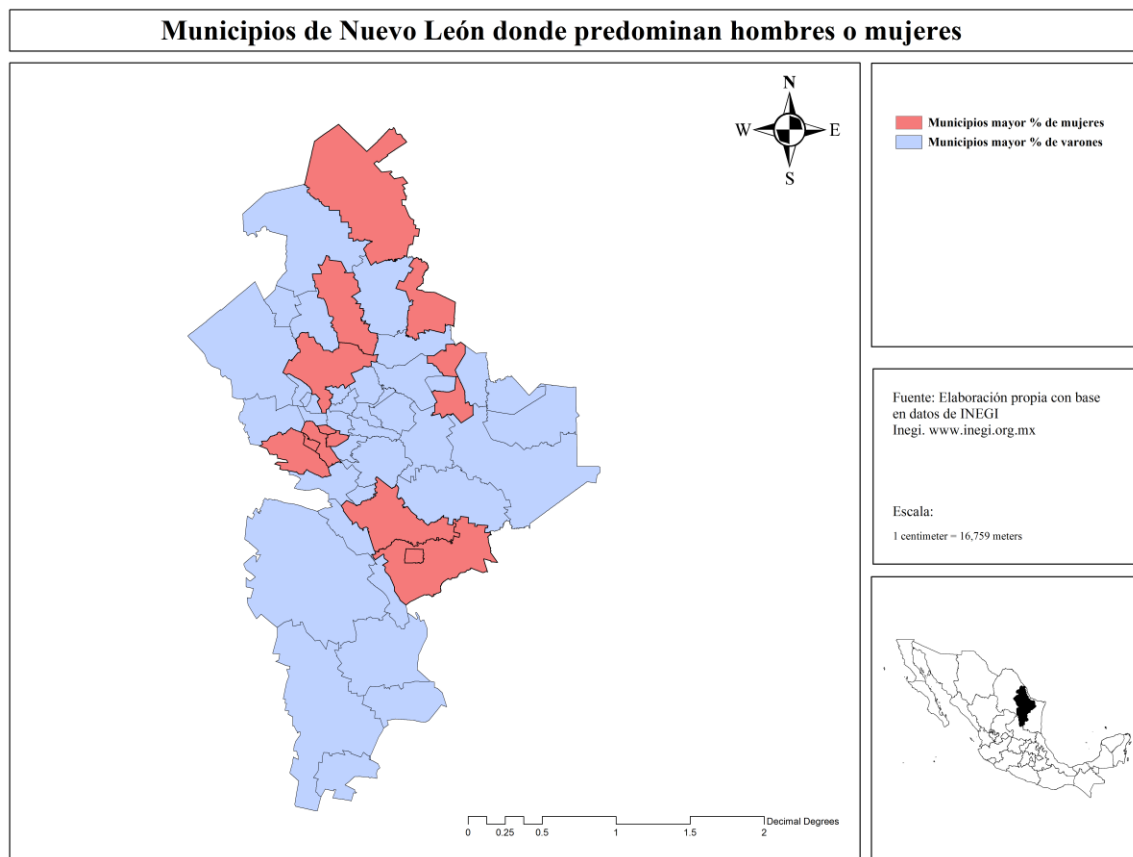 Municipios de Nuevo León donde predominan hombres o mujeres
N
W
E
S
Municipios mayor % de mujeres
Municipios mayor % de varones
Fuente: Elaboración propia con base
en datos de INEGI
Inegi. www.inegi.org.mx
Escala:
1 centimeter = 16,759 meters
Decimal Degrees
0 0.25 0.5 1 1.5 2